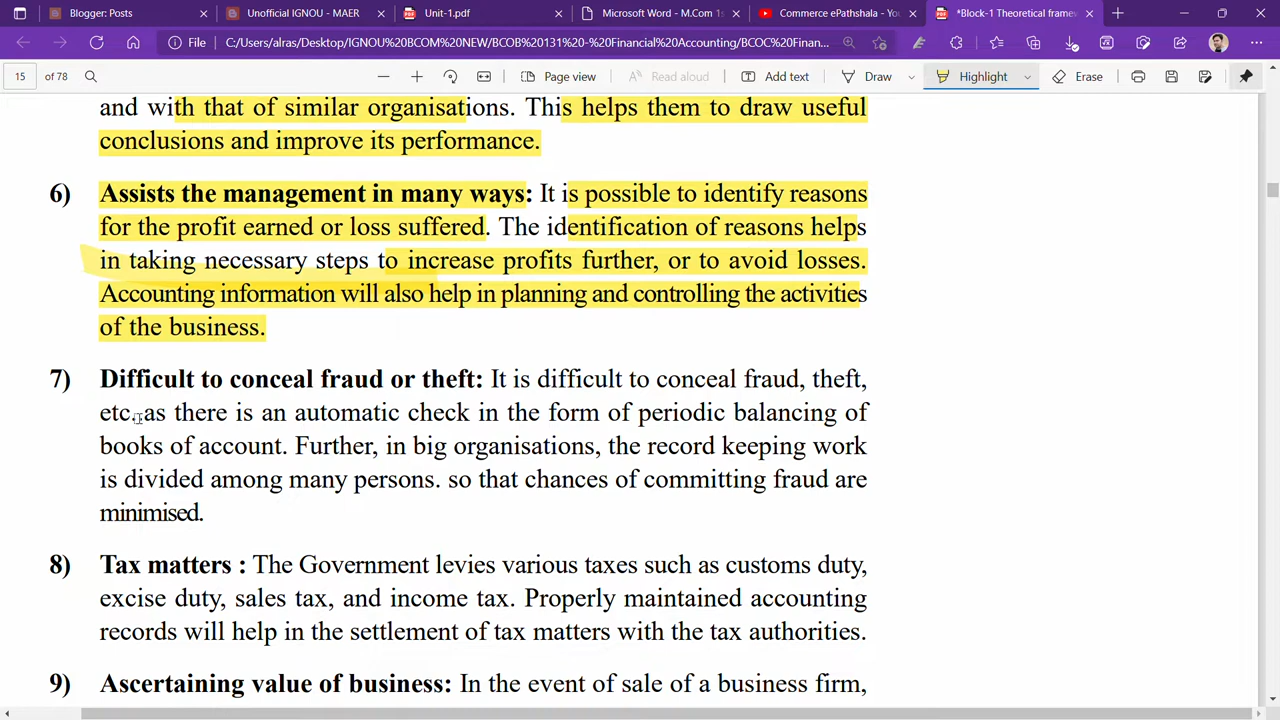 Blogger: Posts
Unofficial IGNOU - MAER
Unit-1.pdf
Microsoft Word - M.Com 1s
Commerce ePathshala - You
*Block-1 Theoretical framew
File C:/Users/alras/Desktop/IGNOU%20BCOM%20NEW/BCOB%20131%20-%20Financial%20Accounting/BCOC%20Finan...
15 of 78 Page view Read aloud Add text Draw Highlight Erase
and with that of similar organisations. This helps them to draw useful
conclusions and improve its performance.
6) Assists the management in many ways: It is possible to identify reasons
for the profit earned or loss suffered. The identification of reasons helps
in taking necessary steps to increase profits further, or to avoid losses.
Accounting information will also help in planning and controlling the activities
of the business.
7) Difficult to conceal fraud or theft: It is difficult to conceal fraud, theft,
etc. as there is an automatic check in the form of periodic balancing of
books of account. Further, in big organisations, the record keeping work
is divided among many persons. so that chances of committing fraud are
minimised.
8) Tax matters : The Government levies various taxes such as customs duty,
excise duty, sales tax, and income tax. Properly maintained accounting
records will help in the settlement of tax matters with the tax authorities.
9) Ascertaining value of business: In the event of sale of a business firm,